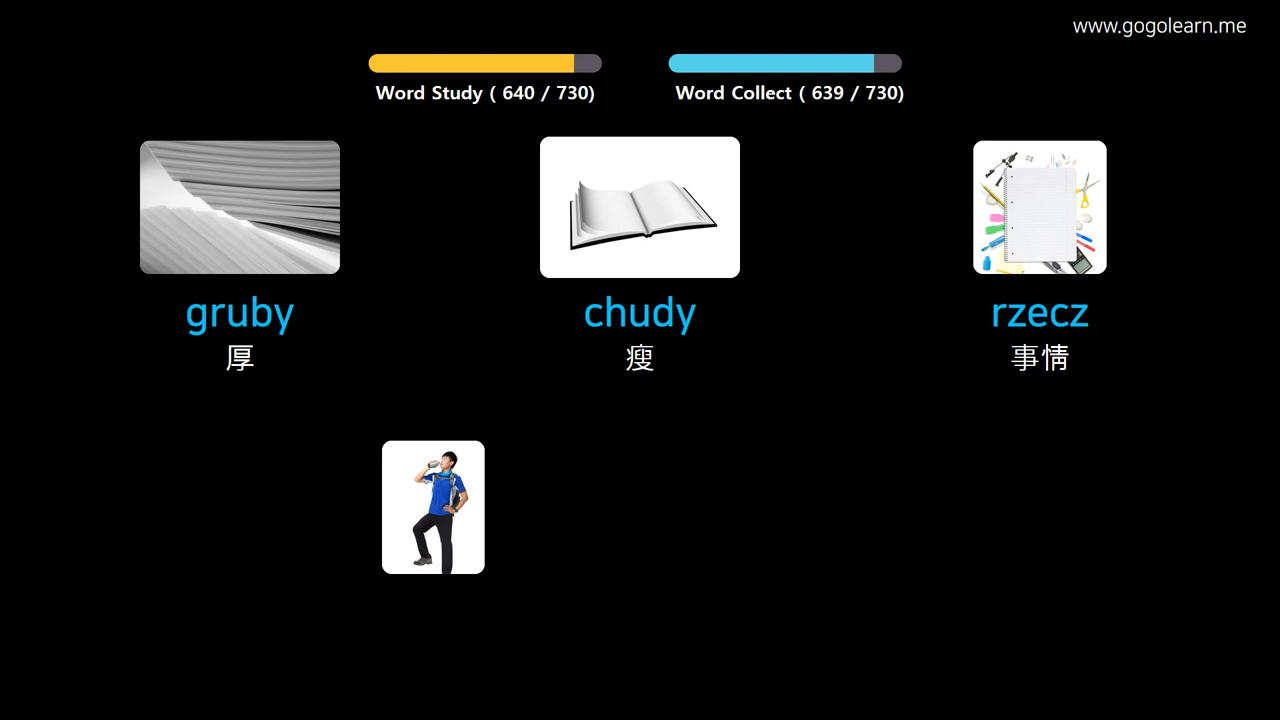 www.gogolearn.me
Word Study ( 640 / 730)
Word Collect ( 639 / 730)
gruby
厚
chudy
瘦
rzecz
事情